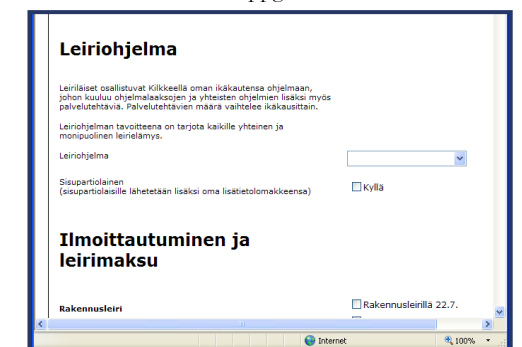 Leiriohjelma
Leiriläiset osallistuvat Kilkkeellä oman ikäkautensa ohjelmaan,
johon kuuluu ohjelmalaaksojen ja yhteisten ohjelmien lisäksi myös
palvelutehtäviä. Palvelutehtävien määrä vaihtelee ikäkausittain.
Leiriohjelman tavoitteena on tarjota kaikille yhteinen ja
monipuolinen leirielämys.
Leiriohjelma
Sisupartiolainen
(sisupartiolaisille lähetetään lisäksi oma lisätietolomakkeensa)
Kyllä
Ilmoittautuminen ja
leirimaksu
Rakennusleiri
Rakennusleirillä 22.7.
Internet
100%